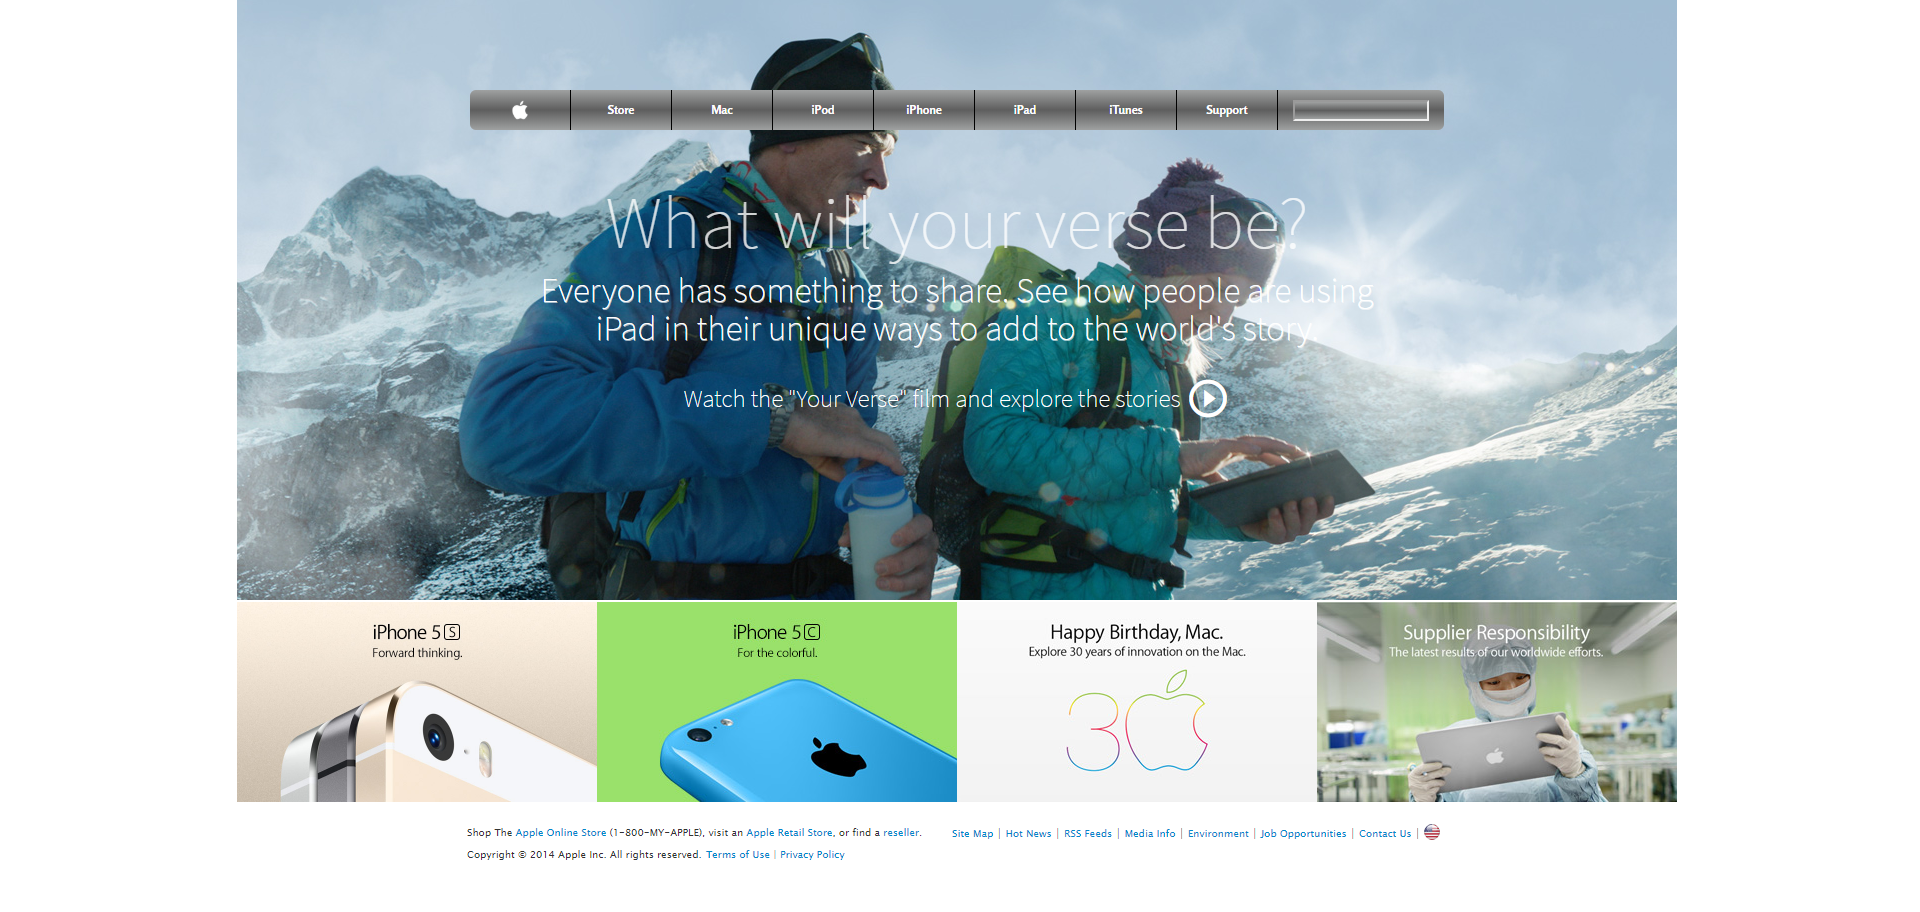 Store Mac iPod iPhone iPad iTunes Support
What will your verse be?
Everyone has something to share. See how people are using
iPad in their unique ways to add to the world's story
Watch the "Your Verse" film and explore the stories
iPhone 5 S
Forward thinking.
iPhone 5 C
For the colorful.
Happy Birthday, Mac.
Explore 30 years of innovation on the Mac.
30
Supplier Responsibility
The latest results of our worldwide efforts.
Shop The Apple Online Store (1-800-MY-APPLE), visit an Apple Retail Store, or find a reseller.
Site Map | Hot News | RSS Feeds | Media Info | Environment | Job Opportunities | Contact Us |
Copyright © 2014 Apple Inc. All rights reserved. Terms of Use | Privacy Policy